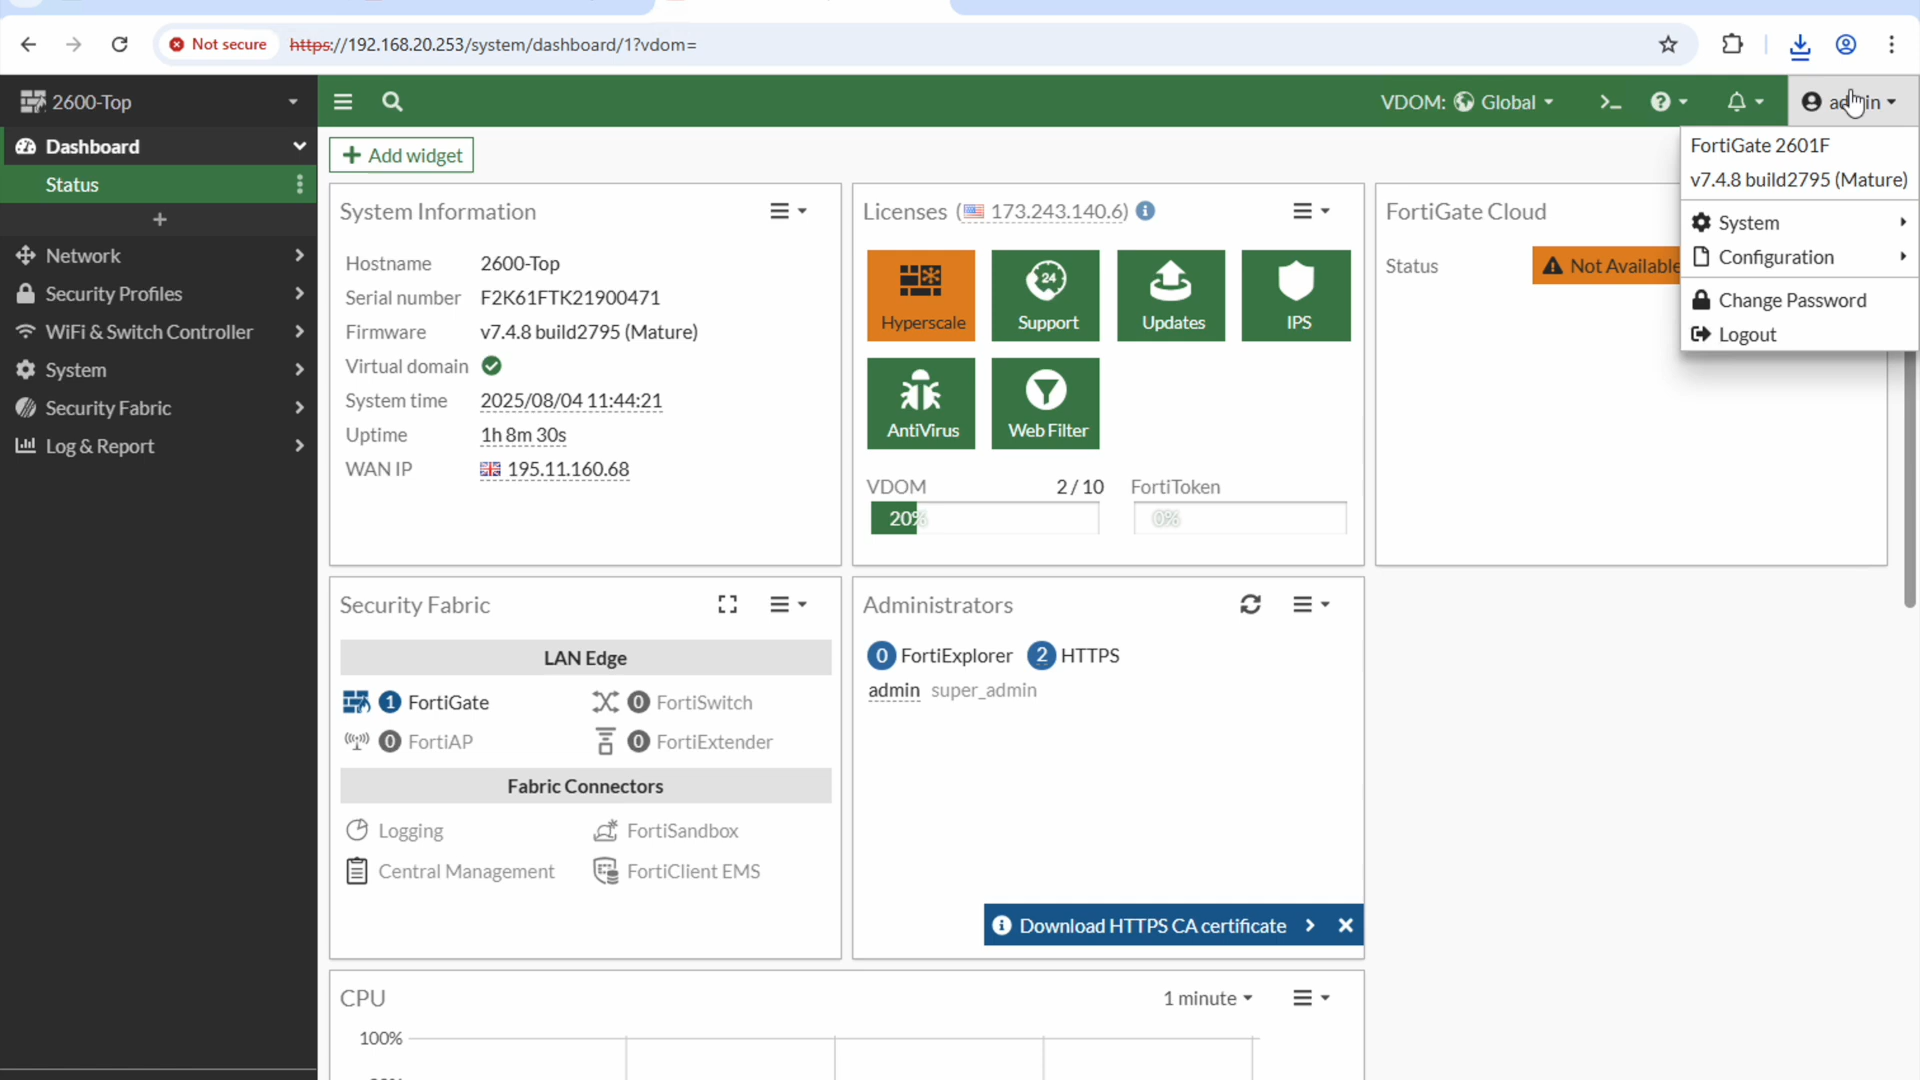 Not secure
https://192.168.20.253/system/dashboard/1?vdom=
2600-Top
VDOM: Global
FortiGate 2601F
v7.4.8 build2795 (Mature)
System
Configuration
Change Password
Logout
Dashboard
Status
Network
Security Profiles
WiFi & Switch Controller
System
Security Fabric
Log & Report
Add widget
System Information
Hostname 2600-Top
Serial number F2K61FTK21900471
Firmware v7.4.8 build2795 (Mature)
Virtual domain
System time 2025/08/04 11:44:21
Uptime 1h 8m 30s
WAN IP 195.11.160.68
Licenses (173.243.140.6)
Hyperscale
24
Support
Updates
IPS
AntiVirus
Web Filter
VDOM 2 / 10
20%
FortiToken
0%
FortiGate Cloud
Status Not Available
Security Fabric
LAN Edge
1 FortiGate
0 FortiSwitch
0 FortiAP
0 FortiExtender
Fabric Connectors
Logging
FortiSandbox
Central Management
FortiClient EMS
Administrators
0 FortiExplorer 2 HTTPS
admin super_admin
Download HTTPS CA certificate
CPU
1 minute
100%